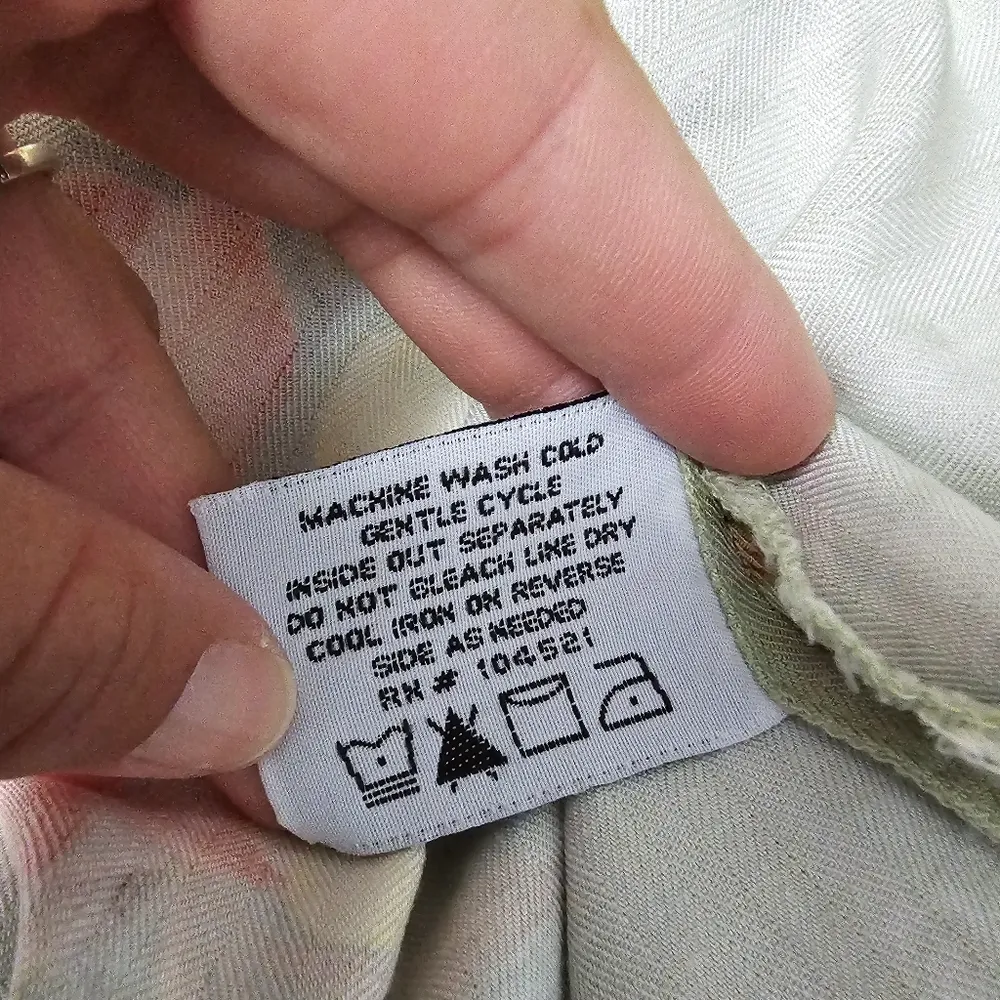 MACHINE WASH COLD
GENTLE CYCLE
INSIDE OUT SEPARATELY
DO NOT BLEACH LINE DRY
COOL IRON ON REVERSE
SIDE AS NEEDED
RN # 104521